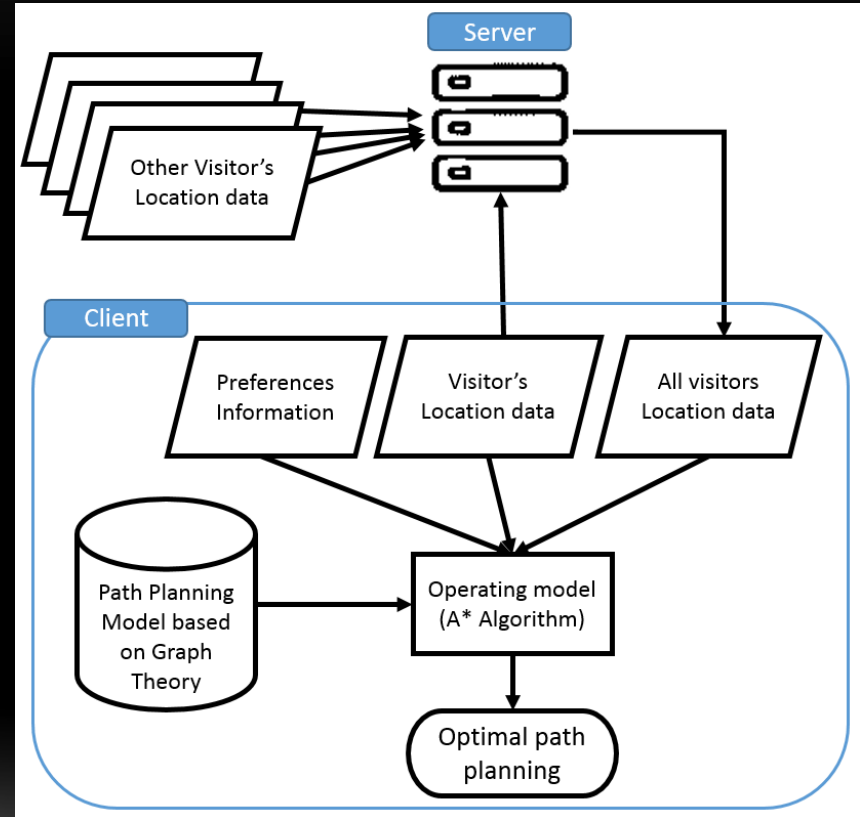 Server
Other Visitor's
Location data
Client
Preferences
Information
Visitor's
Location data
All visitors
Location data
Path Planning
Model based
on Graph
Theory
Operating model
(A* Algorithm)
Optimal path
planning